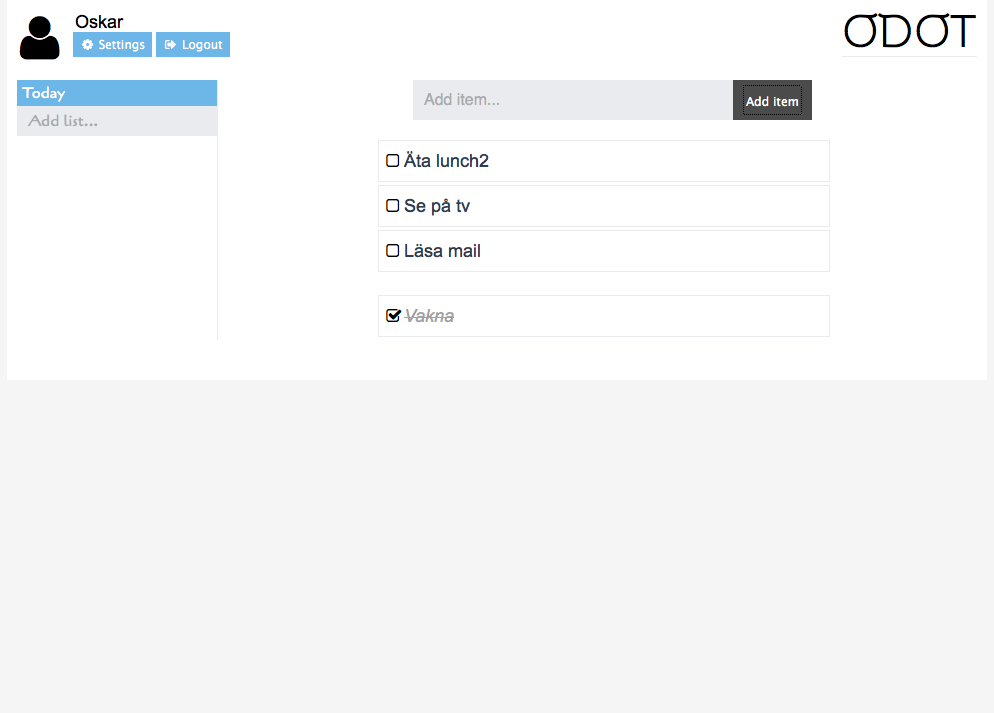 Oskar
Settings Logout
ODOT
Today
Add list...
Add item... Add item
Äta lunch2
Se på tv
Läsa mail
Vakna